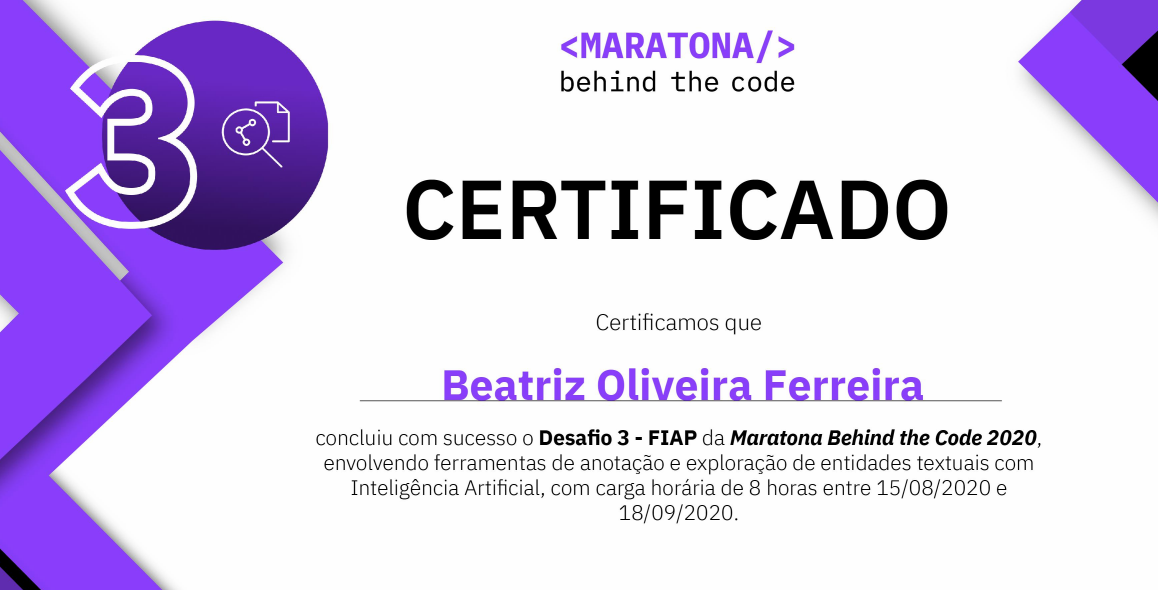 <MARATONA/>
behind the code
3
CERTIFICADO
Certificamos que
Beatriz Oliveira Ferreira
concluiu com sucesso o Desafio 3 - FIAP da Maratona Behind the Code 2020,
envolvendo ferramentas de anotação e exploração de entidades textuais com
Inteligência Artificial, com carga horária de 8 horas entre 15/08/2020 e
18/09/2020.